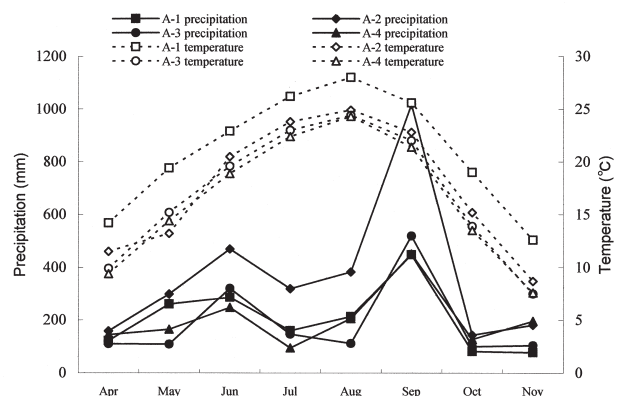 A-1 precipitation A-2 precipitation
A-3 precipitation A-4 precipitation
A-1 temperature A-2 temperature
A-3 temperature A-4 temperature
1200 30
1000 25
800 20
600 15
400 10
200 5
0 0
Precipitation (mm)
Temperature (°C)
Apr May Jun Jul Aug Sep Oct Nov